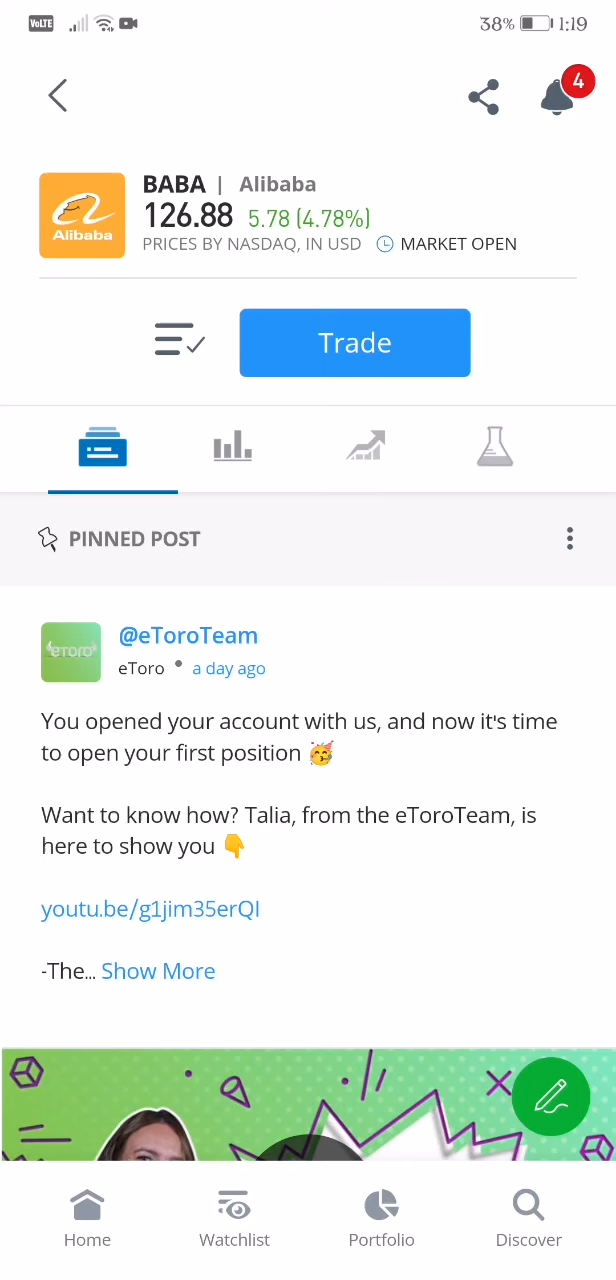 VoLTE 38% 1:19
4
BABA | Alibaba
126.88 5.78 (4.78%)
Alibaba
PRICES BY NASDAQ, IN USD MARKET OPEN
Trade
PINNED POST
@eToroTeam
eToro
eToro • a day ago
You opened your account with us, and now it's time
to open your first position 🥳
Want to know how? Talia, from the eToroTeam, is
here to show you 👇
youtu.be/g1jim35erQI
-The... Show More
Home Watchlist Portfolio Discover